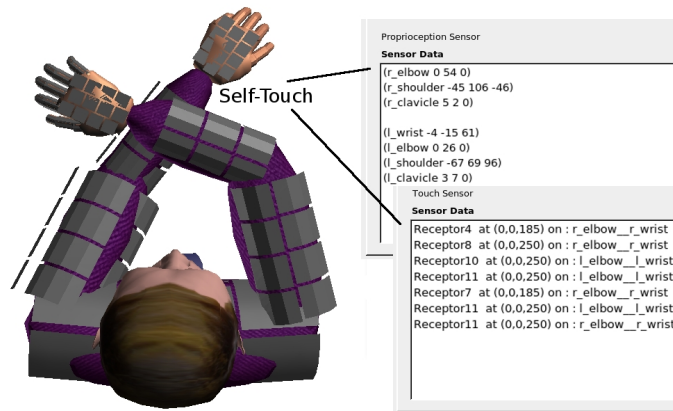 Self-Touch
Proprioception Sensor
Sensor Data
(r_elbow 0 54 0)
(r_shoulder -45 106 -46)
(r_clavicle 5 2 0)
(l_wrist -4 -15 61)
(l_elbow 0 26 0)
(l_shoulder -67 69 96)
(l_clavicle 3 7 0)
Touch Sensor
Sensor Data
Receptor4 at (0,0,185) on : r_elbow__r_wrist
Receptor8 at (0,0,250) on : r_elbow__r_wrist
Receptor10 at (0,0,250) on : l_elbow__l_wrist
Receptor11 at (0,0,250) on : l_elbow__l_wrist
Receptor7 at (0,0,185) on : r_elbow__r_wrist
Receptor11 at (0,0,250) on : l_elbow__l_wrist
Receptor11 at (0,0,250) on : r_elbow__r_wrist